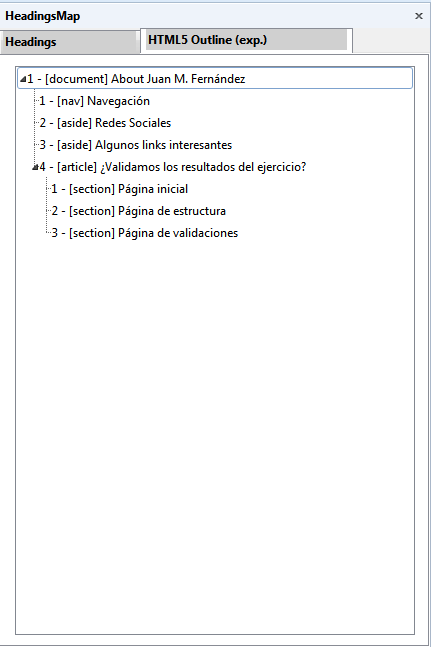 HeadingsMap
Headings
HTML5 Outline (exp.)
1 - [document] About Juan M. Fernández
1 - [nav] Navegación
2 - [aside] Redes Sociales
3 - [aside] Algunos links interesantes
4 - [article] ¿Validamos los resultados del ejercicio?
1 - [section] Página inicial
2 - [section] Página de estructura
3 - [section] Página de validaciones